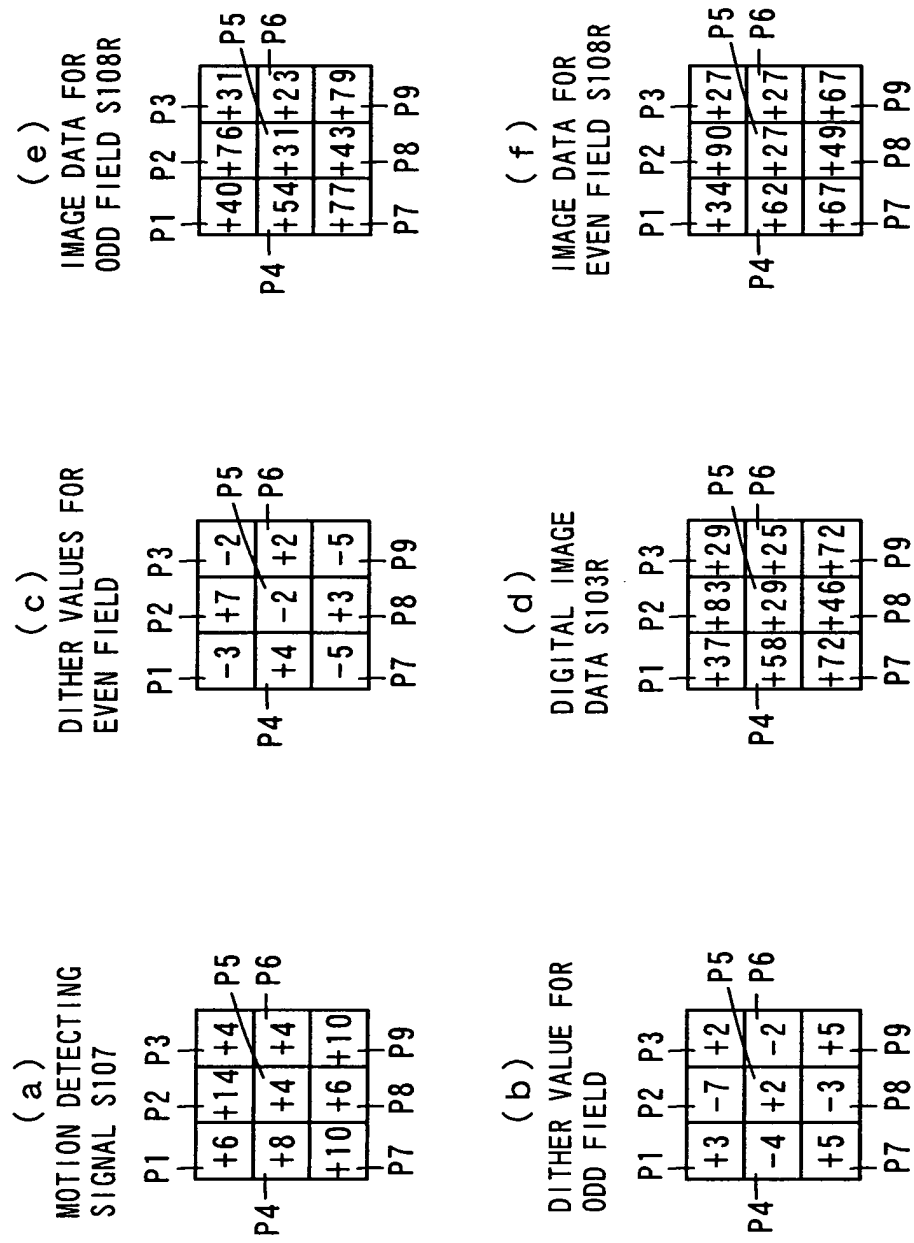 (a)
MOTION DETECTING
SIGNAL S107
P1 P2 P3
+6 +14 +4 P5
P4 +8 +4 +4 P6
+10 +6 +10
P7 P8 P9
(c)
DITHER VALUES FOR
EVEN FIELD
P1 P2 P3
-3 +7 -2 P5
P4 +4 -2 +2 P6
-5 +3 -5
P7 P8 P9
(e)
IMAGE DATA FOR
ODD FIELD S108R
P1 P2 P3
+40 +76 +31 P5
P4 +54 +31 +23 P6
+77 +43 +79
P7 P8 P9
(b)
DITHER VALUE FOR
ODD FIELD
P1 P2 P3
+3 -7 +2 P5
P4 -4 +2 -2 P6
+5 -3 +5
P7 P8 P9
(d)
DIGITAL IMAGE
DATA S103R
P1 P2 P3
+37 +83 +29 P5
P4 +58 +29 +25 P6
+72 +46 +72
P7 P8 P9
(f)
IMAGE DATA FOR
EVEN FIELD S108R
P1 P2 P3
+34 +90 +27 P5
P4 +62 +27 +27 P6
+67 +49 +67
P7 P8 P9